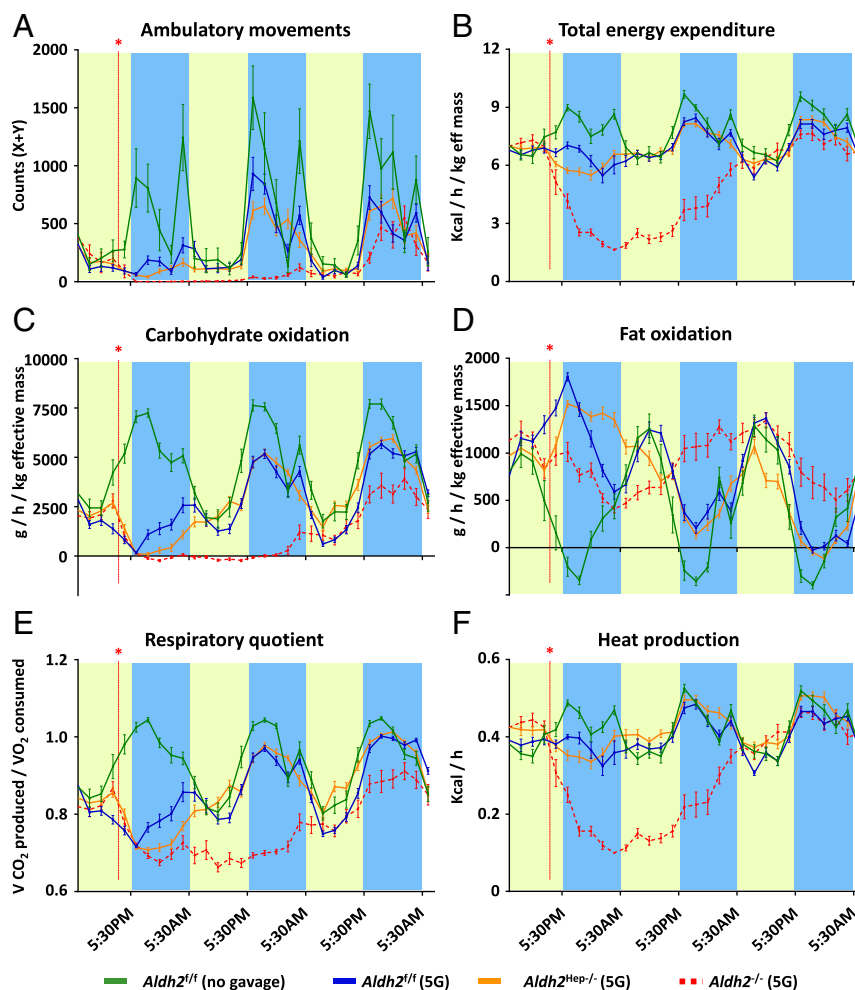 A Ambulatory movements
*
Counts (X+Y)
2000
1500
1000
500
0
B Total energy expenditure
*
Kcal / h / kg eff mass
12
9
6
3
0
C Carbohydrate oxidation
*
g / h / kg effective mass
10000
7500
5000
2500
0
D Fat oxidation
*
g / h / kg effective mass
2000
1500
1000
500
0
E Respiratory quotient
*
V CO₂ produced / VO₂ consumed
1.2
1.0
0.8
0.6
F Heat production
*
Kcal / h
0.6
0.4
0.2
0
5:30PM 5:30AM 5:30PM 5:30AM 5:30PM 5:30AM
5:30PM 5:30AM 5:30PM 5:30AM 5:30PM 5:30AM
Aldh2f/f (no gavage) Aldh2f/f (5G) Aldh2Hep-/- (5G) Aldh2-/- (5G)